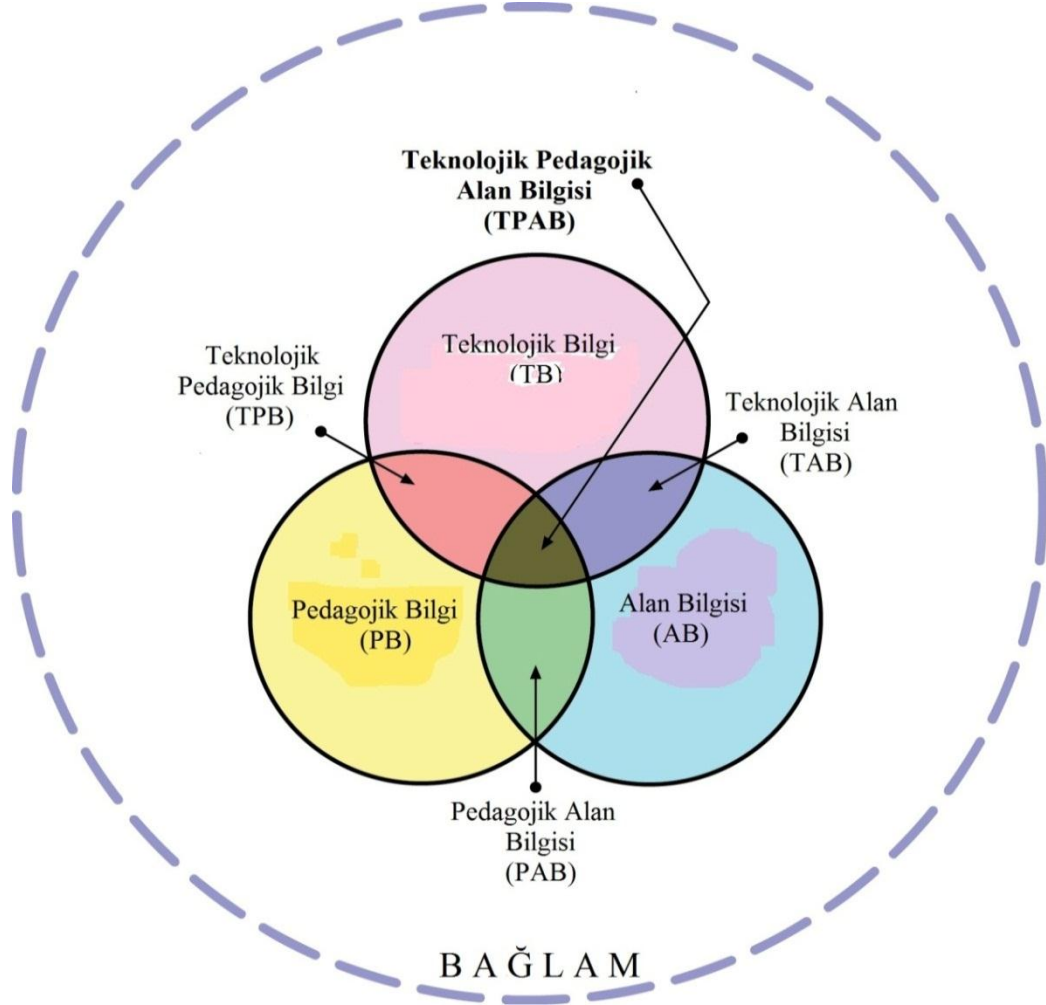 Teknolojik Pedagojik
Alan Bilgisi
(TPAB)
Teknolojik Bilgi
(TB)
Teknolojik
Pedagojik Bilgi
(TPB)
Teknolojik Alan
Bilgisi
(TAB)
Pedagojik Bilgi
(PB)
Alan Bilgisi
(AB)
Pedagojik Alan
Bilgisi
(PAB)
BAĞLAM